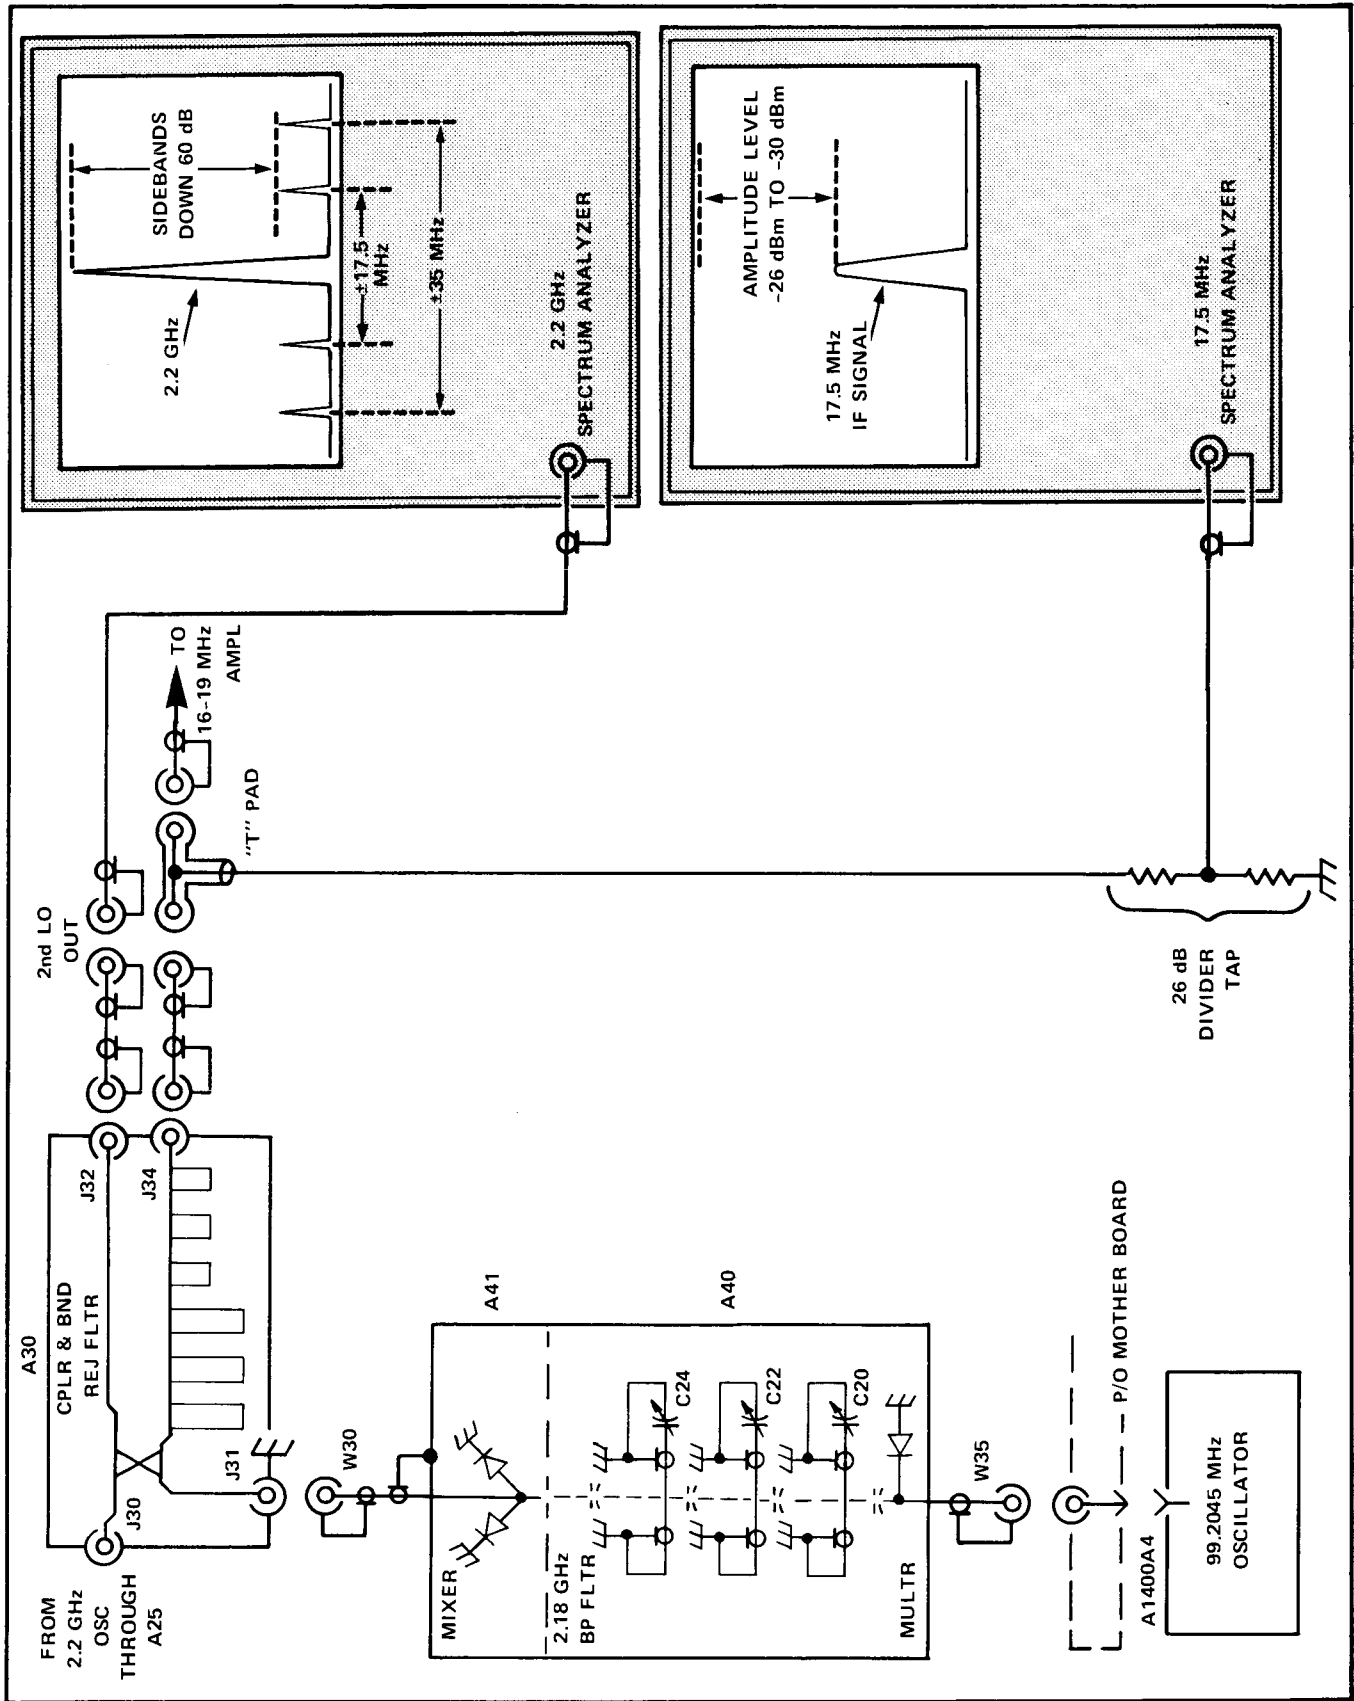 A30
CPLR & BND
REJ FLTR
J32
J34
J30
J31
FROM
2.2 GHz
OSC
THROUGH
A25
2nd LO
OUT
TO
16-19 MHz
AMPL
"T" PAD
W30
A41
MIXER
2.18 GHz
BP FLTR
A40
C24
C22
C20
MULTR
W35
P/O MOTHER BOARD
A1400A4
99.2045 MHz
OSCILLATOR
26 dB
DIVIDER
TAP
SIDEBANDS
DOWN 60 dB
2.2 GHz
±17.5
MHz
±35 MHz
2.2 GHz
SPECTRUM ANALYZER
AMPLITUDE LEVEL
-26 dBm TO -30 dBm
17.5 MHz
IF SIGNAL
17.5 MHz
SPECTRUM ANALYZER